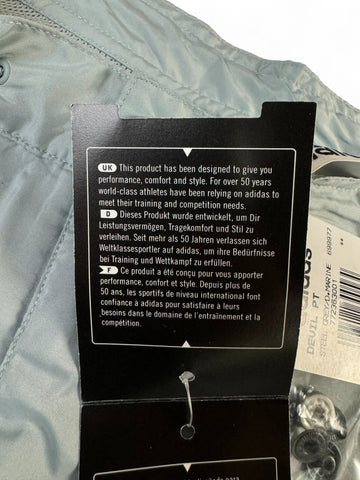 UK This product has been designed to give you
performance, comfort and style. For over 50 years
world-class athletes have been relying on adidas to
meet their training and competition needs.
D Dieses Produkt wurde entwickelt, um Dir
Leistungsvermögen, Tragekomfort und Stil zu
verleihen. Seit mehr als 50 Jahren verlassen sich
Weltklassesportler auf adidas, um ihre Bedürfnisse
bei Training und Wettkampf zu erfüllen.
F Ce produit a été conçu pour vous apporter
performance, confort et style. Depuis plus de
50 ans, les sportifs de niveau international font
confiance à adidas pour satisfaire à leurs
besoins dans le domaine de l'entraînement et la
compétition.
DEVIL PT
MARINE 698977
772363001